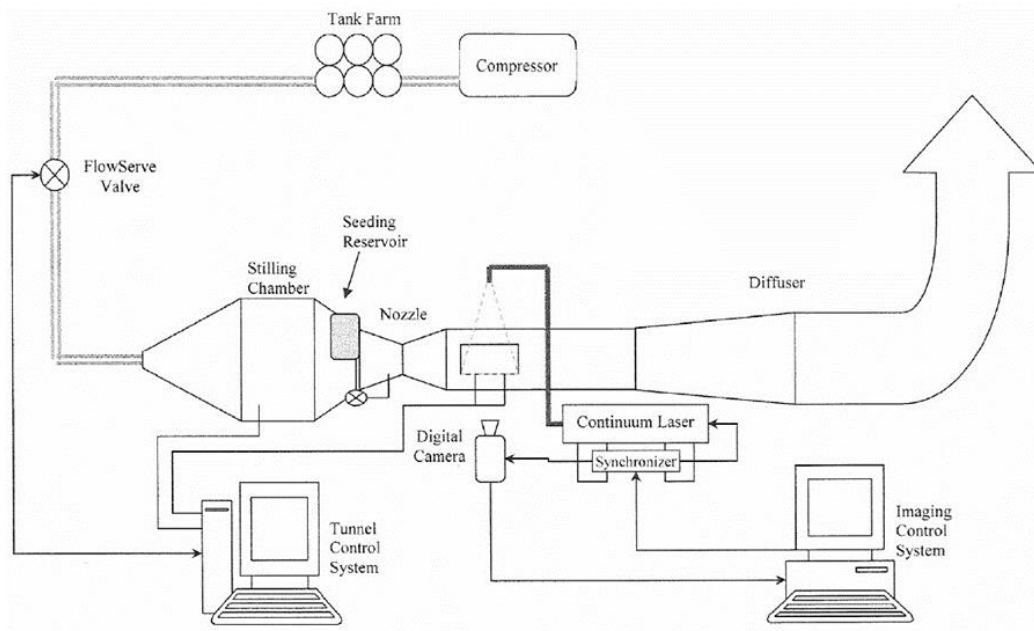 Tank Farm
Compressor
FlowServe
Valve
Seeding
Reservoir
Stilling
Chamber
Nozzle
Diffuser
Digital
Camera
Continuum Laser
Synchronizer
Tunnel
Control
System
Imaging
Control
System